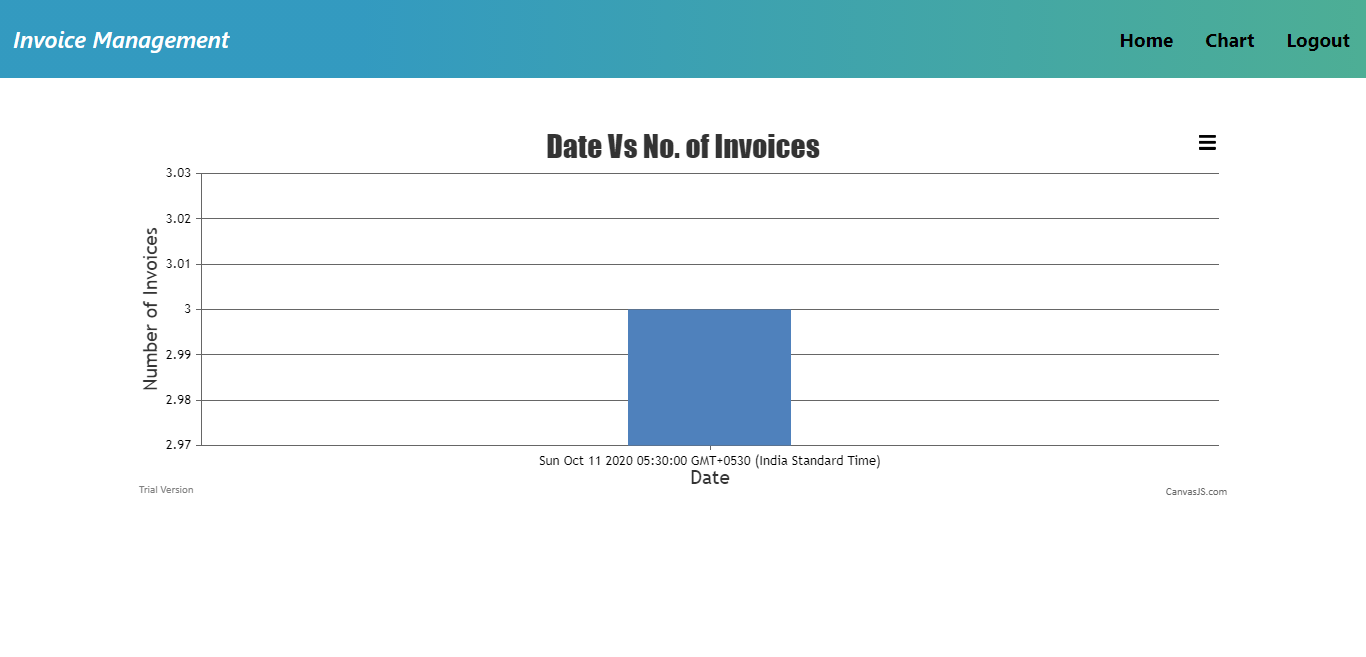 Invoice Management
Home Chart Logout
Date Vs No. of Invoices
3.03
3.02
3.01
3
2.99
2.98
2.97
Number of Invoices
Sun Oct 11 2020 05:30:00 GMT+0530 (India Standard Time)
Date
Trial Version
CanvasJS.com